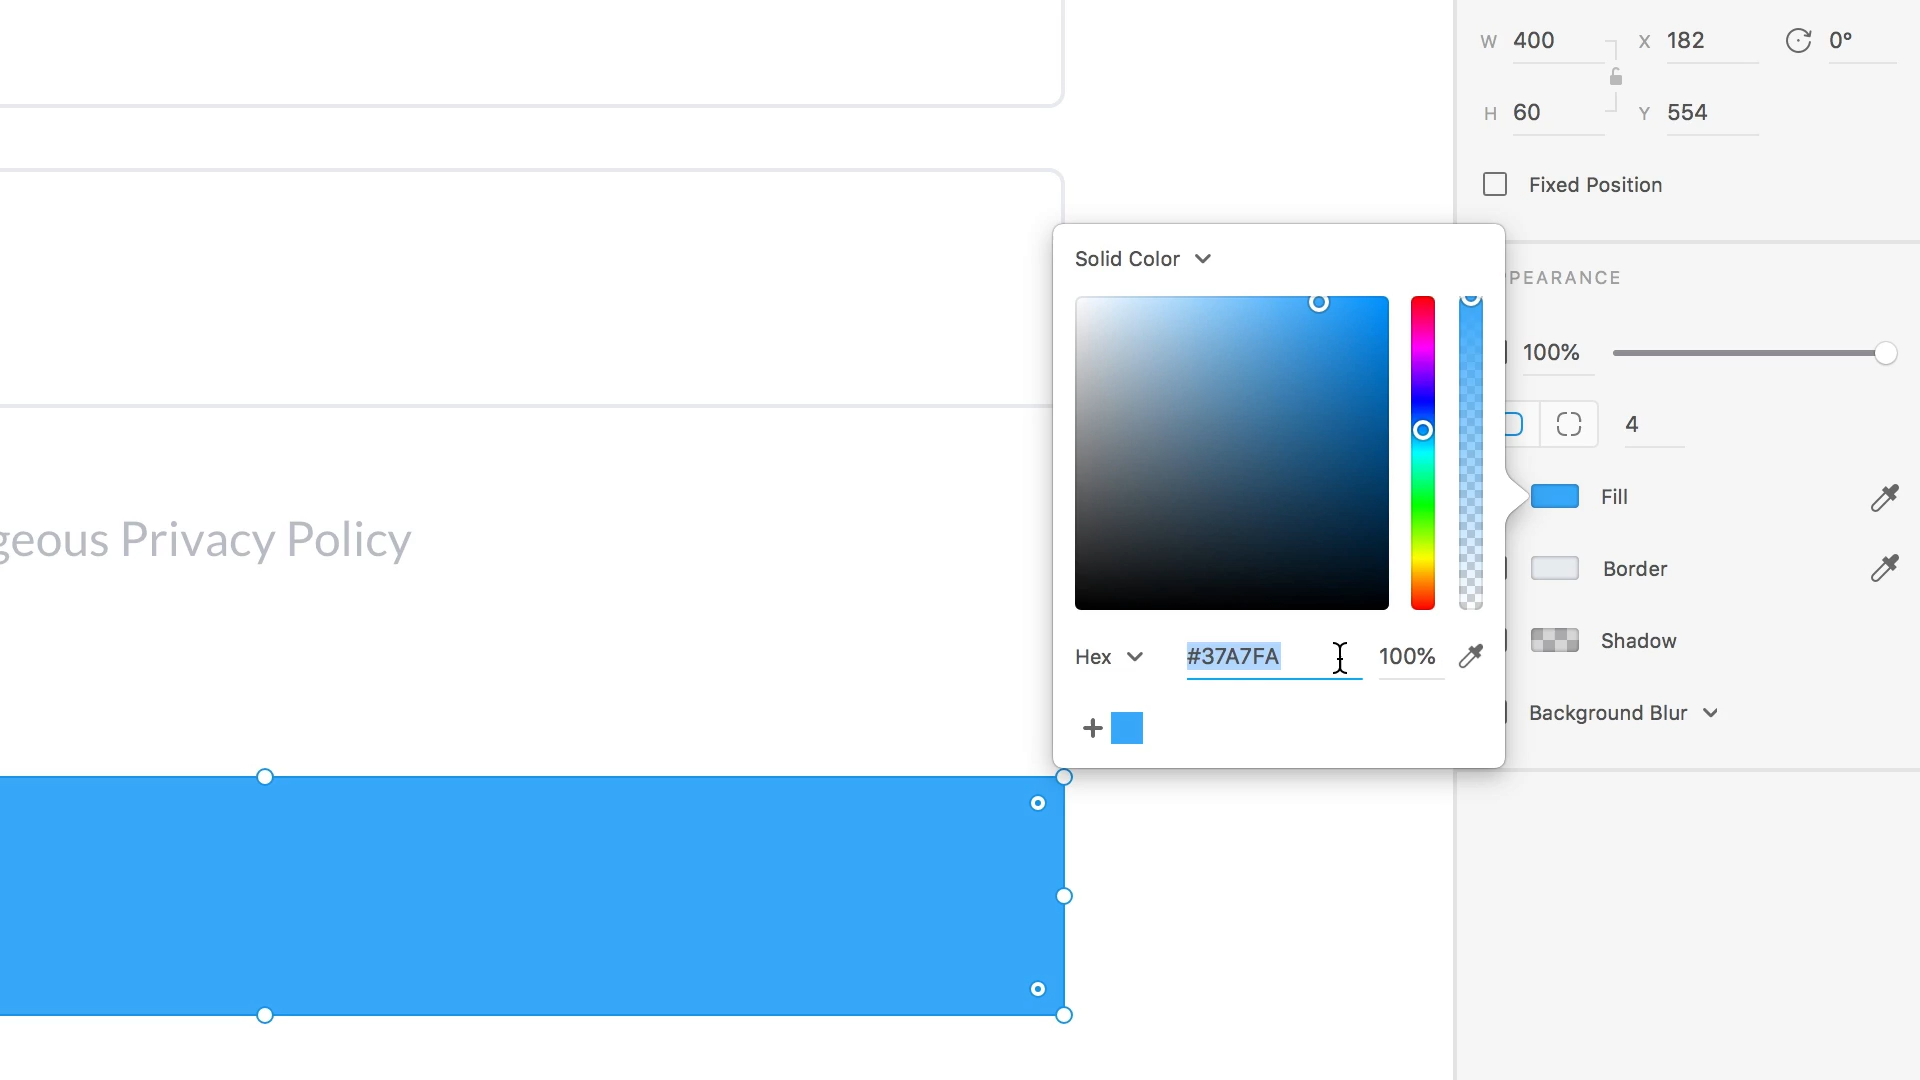 W 400 X 182 0°
H 60 Y 554
Fixed Position
Solid Color
PEARANCE
100%
4
Fill
geous Privacy Policy
Border
Shadow
Hex #37A7FA 100%
Background Blur